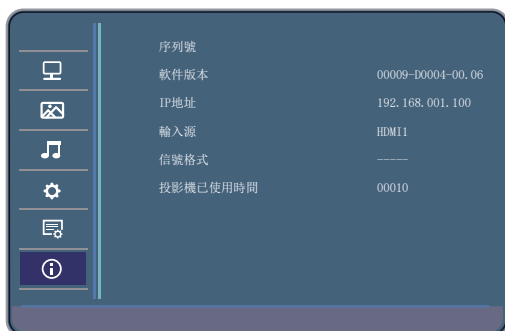 序列號
軟件版本 00009-D0004-00.06
IP地址 192.168.001.100
輸入源 HDMI1
信號格式 -----
投影機已使用時間 00010